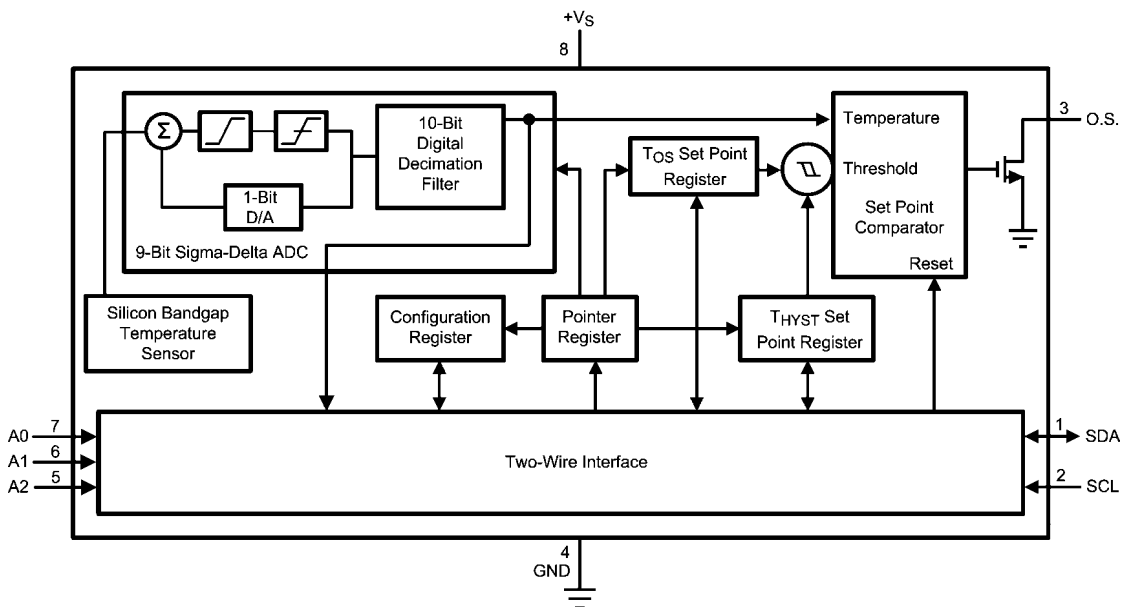 +VS
8
Σ
10-Bit
Digital
Decimation
Filter
1-Bit
D/A
9-Bit Sigma-Delta ADC
TOS Set Point
Register
Temperature
Threshold
Set Point
Comparator
Reset
3
O.S.
Silicon Bandgap
Temperature
Sensor
Configuration
Register
Pointer
Register
THYST Set
Point Register
A0
7
A1
6
A2
5
Two-Wire Interface
1
SDA
2
SCL
4
GND